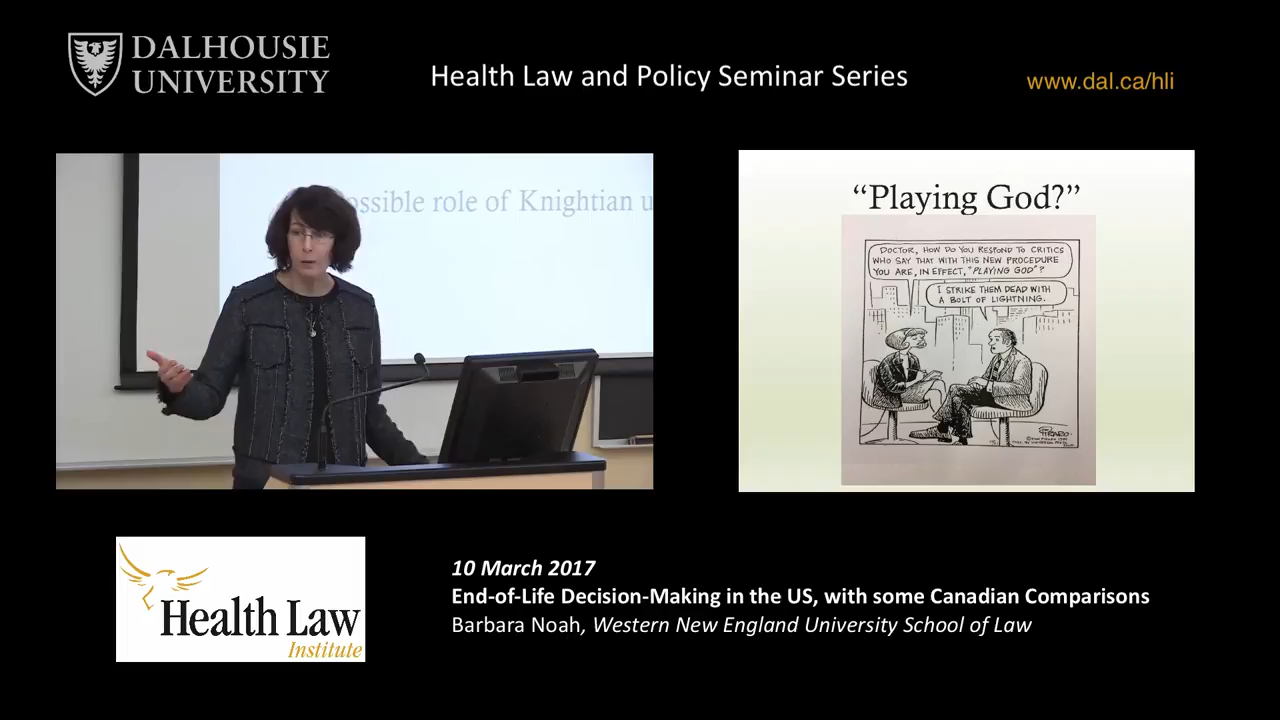 DALHOUSIE
UNIVERSITY
Health Law and Policy Seminar Series
www.dal.ca/hli
ossible role of Knightian u
“Playing God?”
DOCTOR, HOW DO YOU RESPOND TO CRITICS
WHO SAY THAT WITH THIS NEW PROCEDURE
YOU ARE, IN EFFECT, "PLAYING GOD"?
I STRIKE THEM DEAD WITH
A BOLT OF LIGHTNING.
PIRARO
Health Law
Institute
10 March 2017
End-of-Life Decision-Making in the US, with some Canadian Comparisons
Barbara Noah, Western New England University School of Law